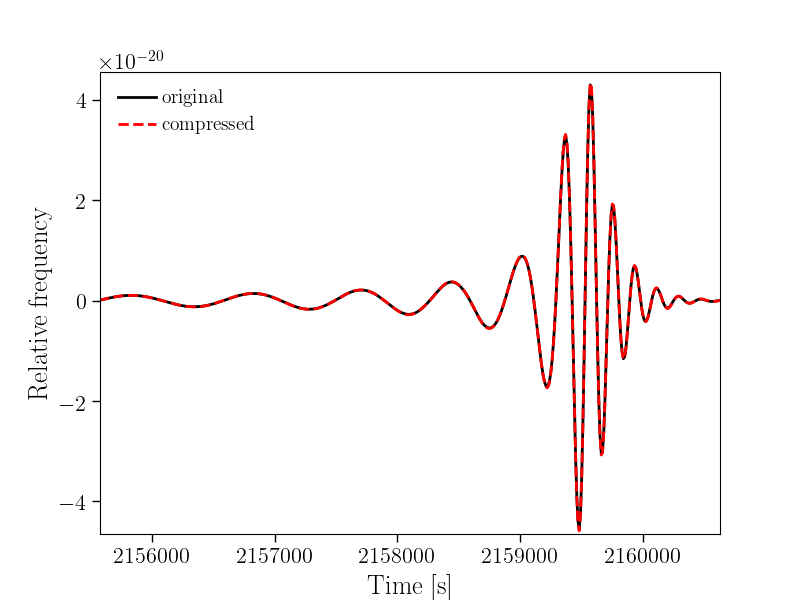 ×10⁻²⁰
original
compressed
4
2
0
−2
−4
Relative frequency
2156000 2157000 2158000 2159000 2160000
Time [s]